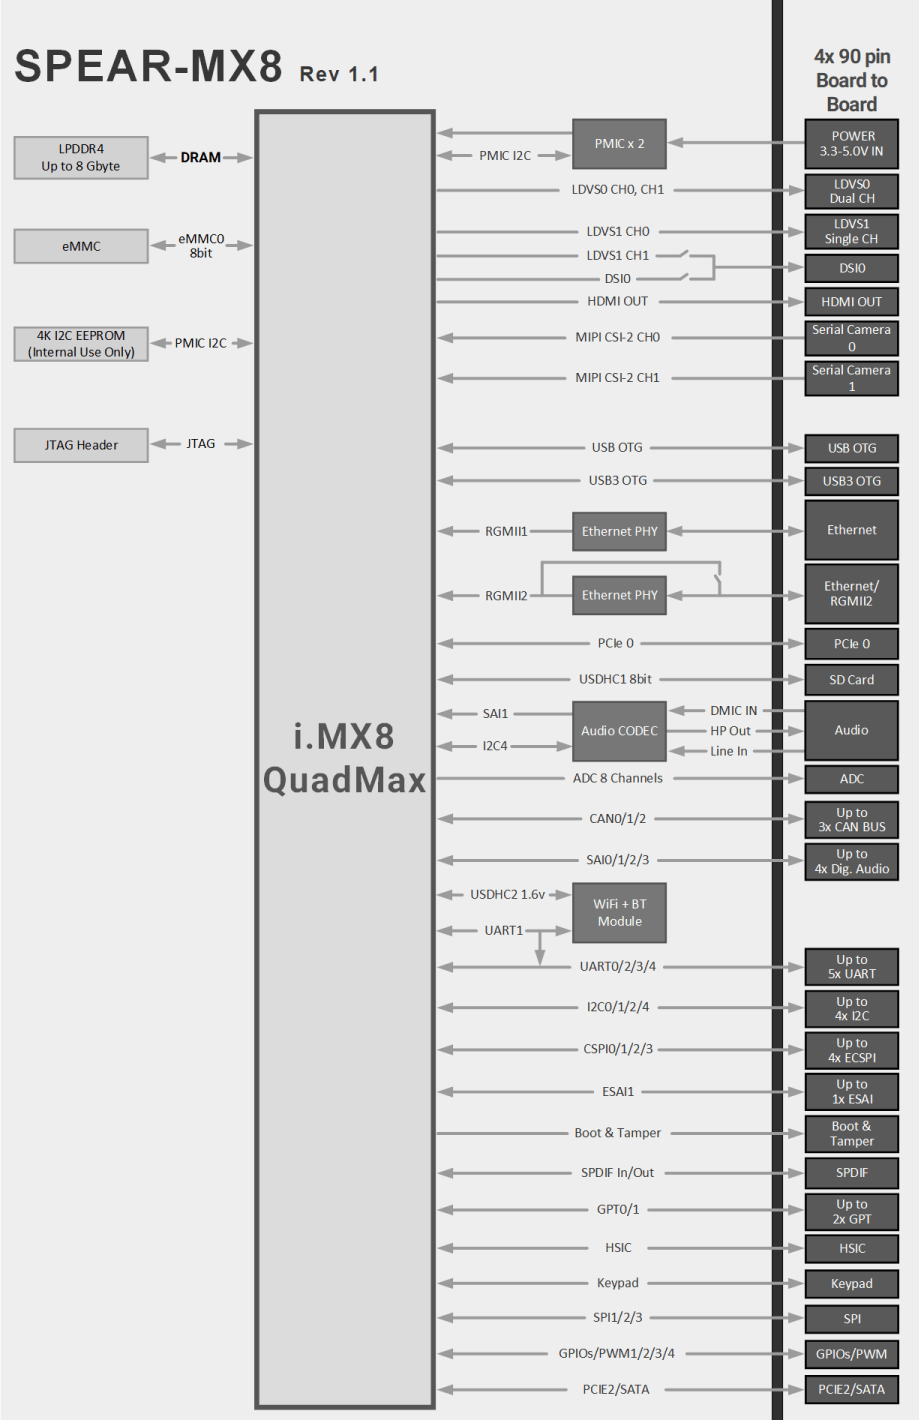 SPEAR-MX8 Rev 1.1
4x 90 pin
Board to
Board
LPDDR4
Up to 8 Gbyte
DRAM
eMMC
eMMC0
8bit
4K I2C EEPROM
(Internal Use Only)
PMIC I2C
JTAG Header
JTAG
i.MX8
QuadMax
PMIC x 2
PMIC I2C
POWER
3.3-5.0V IN
LDVS0 CH0, CH1
LDVS0
Dual CH
LDVS1 CH0
LDVS1
Single CH
LDVS1 CH1
DSI0
DSI0
HDMI OUT
HDMI OUT
MIPI CSI-2 CH0
Serial Camera
0
MIPI CSI-2 CH1
Serial Camera
1
USB OTG
USB OTG
USB3 OTG
USB3 OTG
RGMII1
Ethernet PHY
Ethernet
RGMII2
Ethernet PHY
Ethernet/
RGMII2
PCIe 0
PCIe 0
USDHC1 8bit
SD Card
SAI1
I2C4
Audio CODEC
DMIC IN
HP Out
Line In
Audio
ADC 8 Channels
ADC
CAN0/1/2
Up to
3x CAN BUS
SAI0/1/2/3
Up to
4x Dig. Audio
USDHC2 1.6v
UART1
WiFi + BT
Module
UART0/2/3/4
Up to
5x UART
I2C0/1/2/4
Up to
4x I2C
CSPI0/1/2/3
Up to
4x ECSPI
ESAI1
Up to
1x ESAI
Boot & Tamper
Boot &
Tamper
SPDIF In/Out
SPDIF
GPT0/1
Up to
2x GPT
HSIC
HSIC
Keypad
Keypad
SPI1/2/3
SPI
GPIOs/PWM1/2/3/4
GPIOs/PWM
PCIE2/SATA
PCIE2/SATA